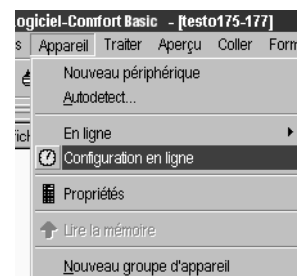 ogiciel-Comfort Basic - [testo175-177]
s Appareil Traiter Aperçu Coller Form
Nouveau périphérique
Autodetect...
En ligne
Configuration en ligne
Propriétés
Lire la mémoire
Nouveau groupe d'appareil